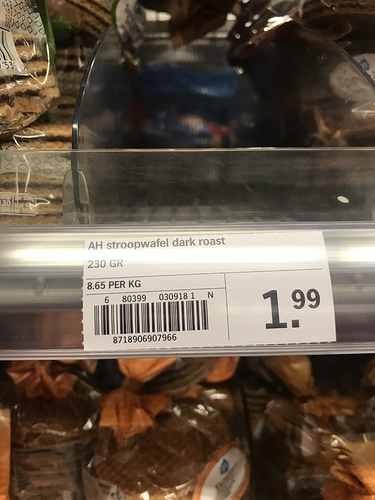 AH stroopwafel dark roast
230 GR
8.65 PER KG
6 80399 030918 1 N
8718906907966
1.99